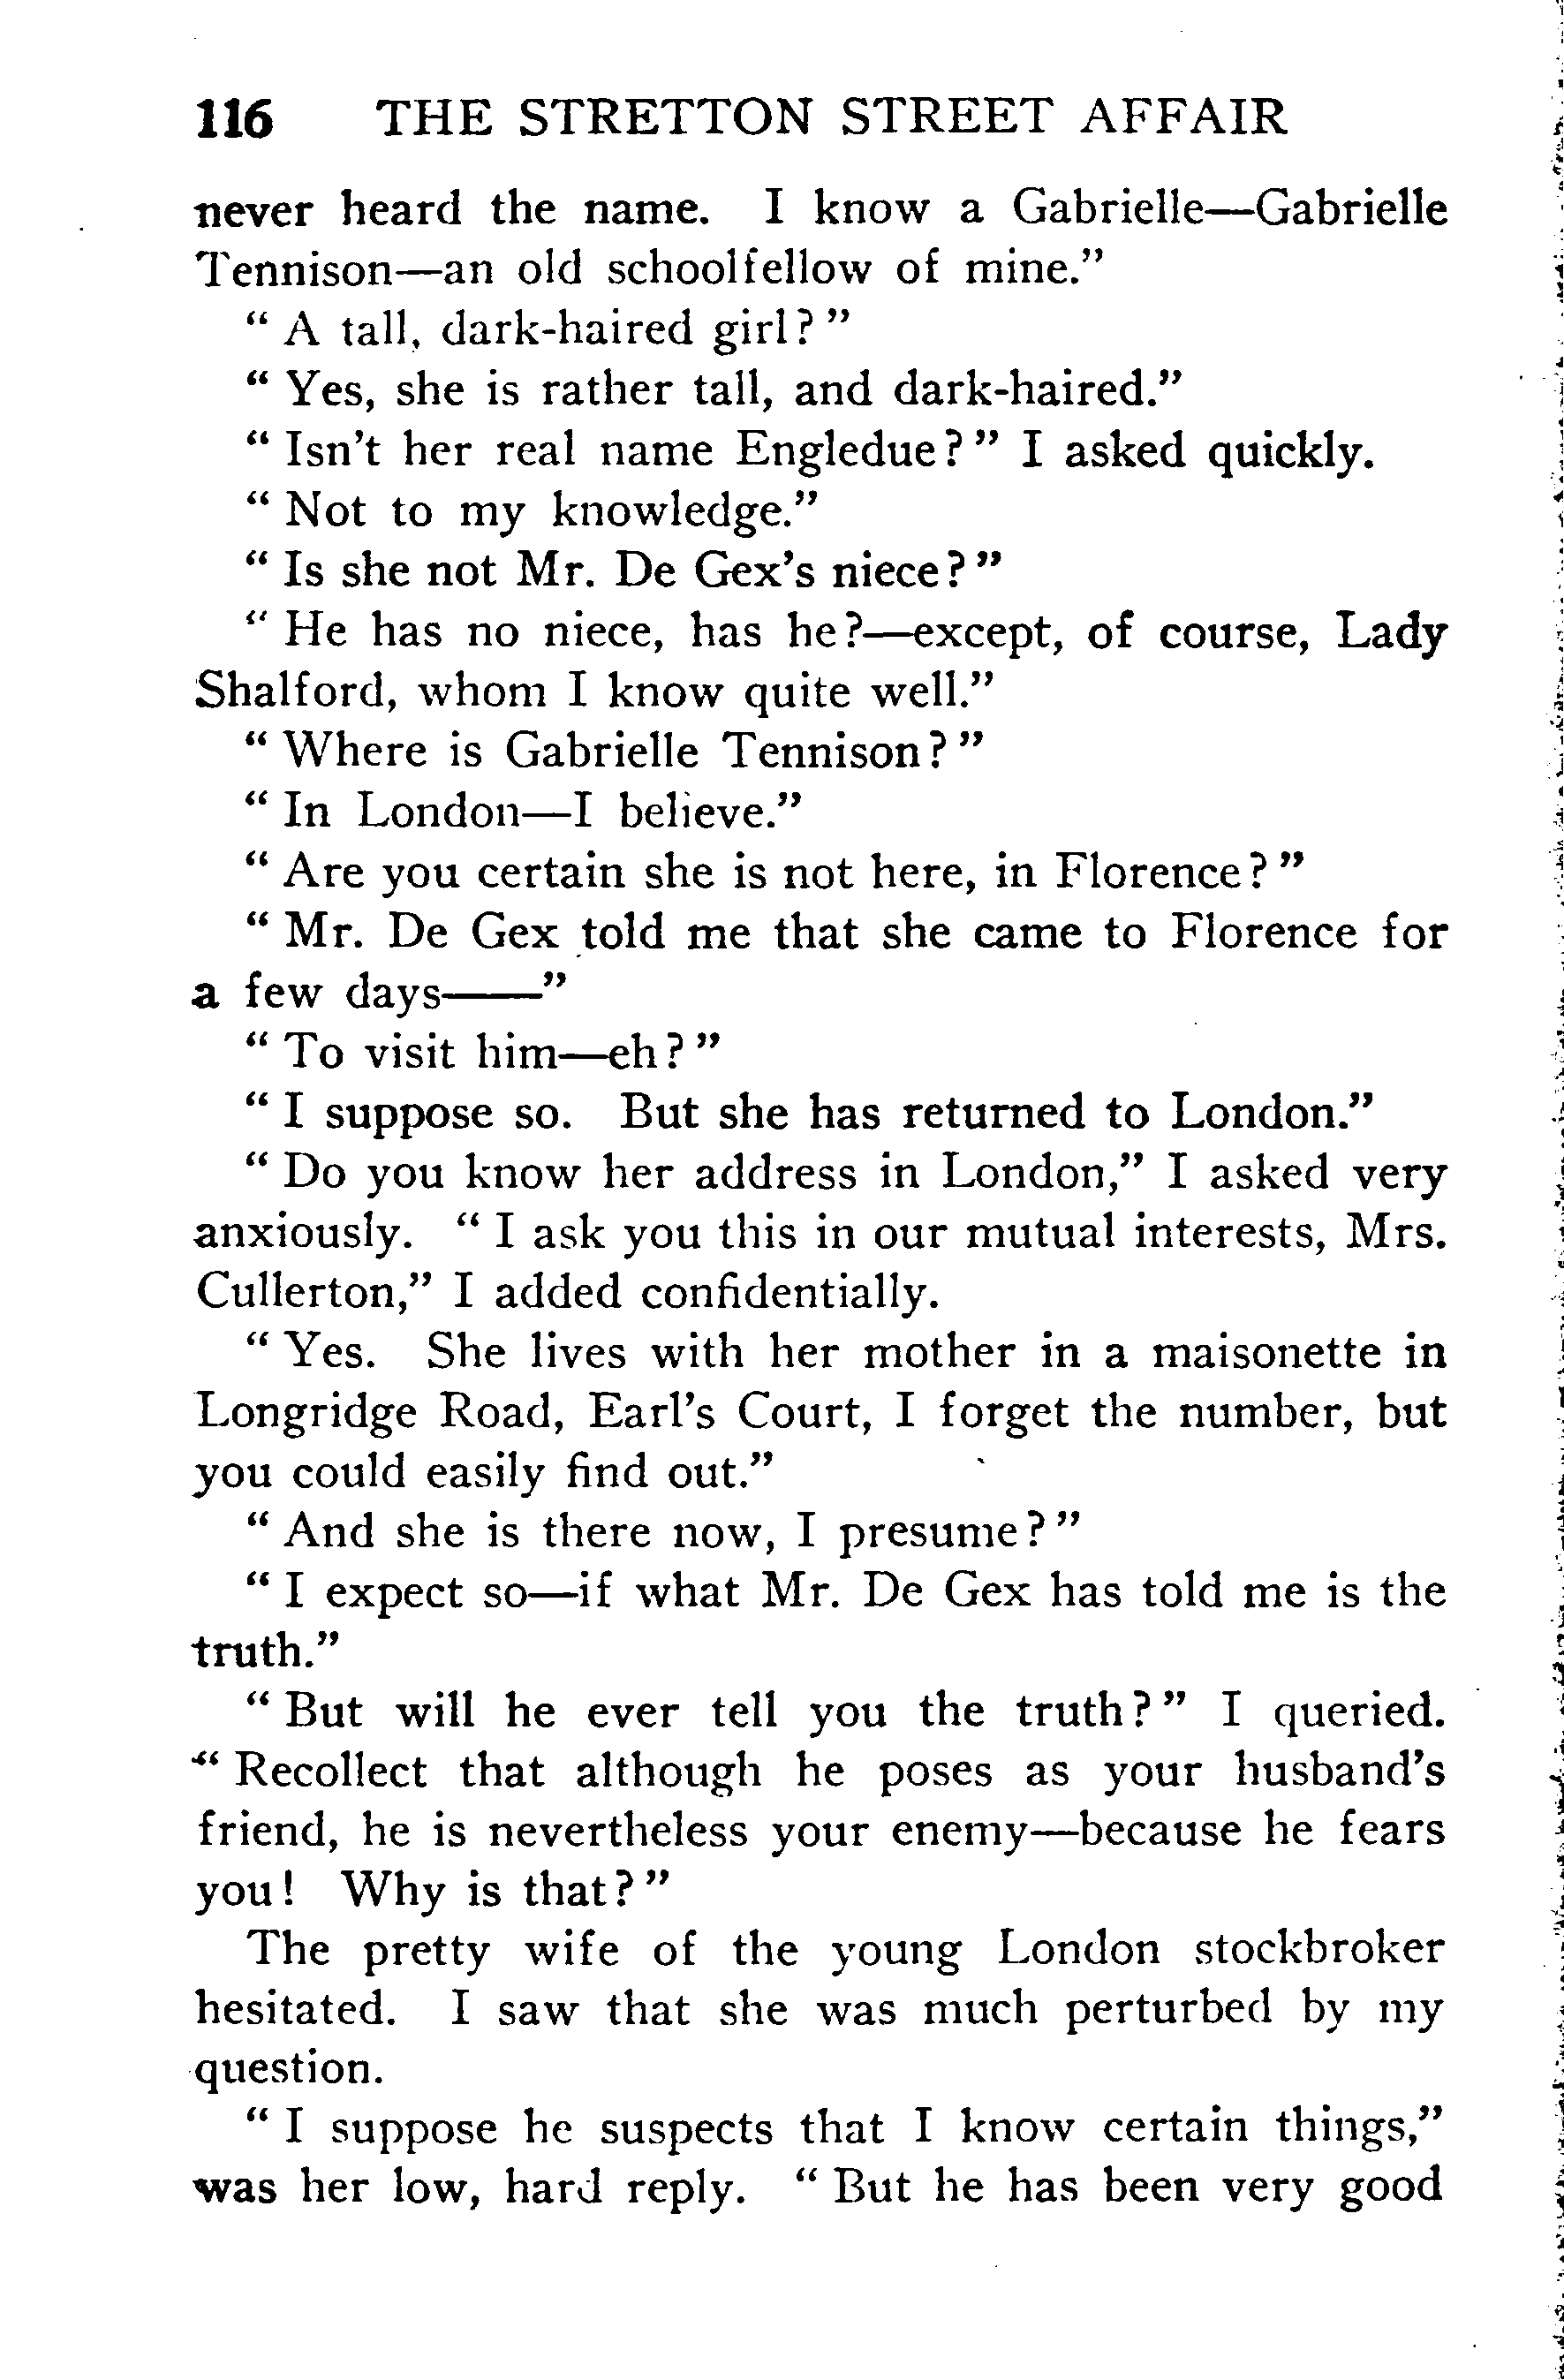 116 THE STRETTON STREET AFFAIR
never heard the name. I know a Gabrielle—Gabrielle
Tennison—an old schoolfellow of mine."
" A tall, dark-haired girl? "
" Yes, she is rather tall, and dark-haired."
" Isn't her real name Engledue? " I asked quickly.
" Not to my knowledge."
" Is she not Mr. De Gex's niece? "
" He has no niece, has he?—except, of course, Lady
Shalford, whom I know quite well."
" Where is Gabrielle Tennison? "
" In London—I believe."
" Are you certain she is not here, in Florence? "
" Mr. De Gex told me that she came to Florence for
a few days——"
" To visit him—eh? "
" I suppose so. But she has returned to London."
" Do you know her address in London," I asked very
anxiously. " I ask you this in our mutual interests, Mrs.
Cullerton," I added confidentially.
" Yes. She lives with her mother in a maisonette in
Longridge Road, Earl's Court, I forget the number, but
you could easily find out."
" And she is there now, I presume? "
" I expect so—if what Mr. De Gex has told me is the
truth."
" But will he ever tell you the truth? " I queried.
" Recollect that although he poses as your husband's
friend, he is nevertheless your enemy—because he fears
you! Why is that? "
The pretty wife of the young London stockbroker
hesitated. I saw that she was much perturbed by my
question.
" I suppose he suspects that I know certain things,"
was her low, hard reply. " But he has been very good